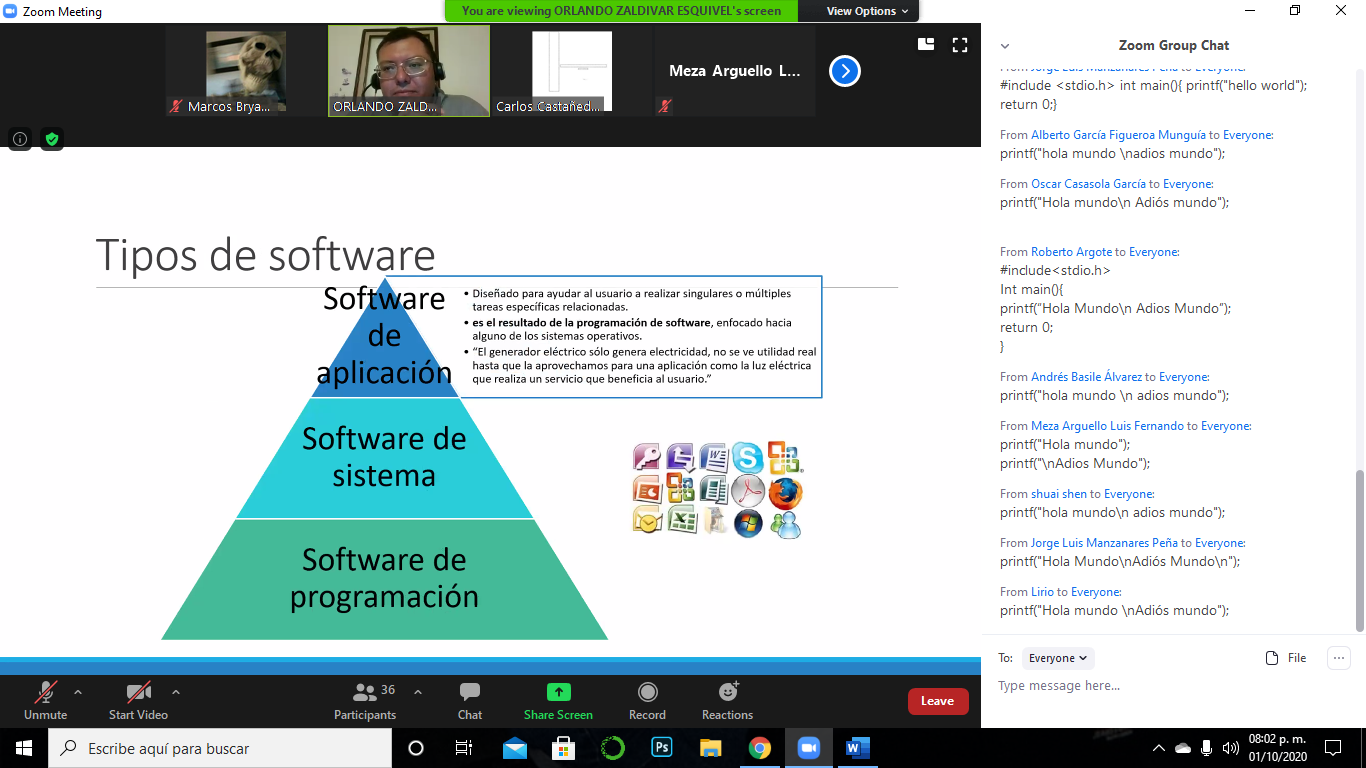 Zoom Meeting
You are viewing ORLANDO ZALDIVAR ESQUIVEL's screen
View Options
Marcos Brya...
ORLANDO ZALD...
Carlos Castañed...
Meza Arguello L...
Tipos de software
Software
de
aplicación
• Diseñado para ayudar al usuario a realizar singulares o múltiples
tareas específicas relacionadas.
• es el resultado de la programación de software, enfocado hacia
alguno de los sistemas operativos.
• “El generador eléctrico sólo genera electricidad, no se ve utilidad real
hasta que la aprovechamos para una aplicación como la luz eléctrica
que realiza un servicio que beneficia al usuario.”
Software de
sistema
Software de
programación
Zoom Group Chat
From Jorge Luis Manzanares Peña to Everyone:
#include <stdio.h> int main(){ printf("hello world");
return 0;}
From Alberto García Figueroa Munguía to Everyone:
printf("hola mundo \nadios mundo");
From Oscar Casasola García to Everyone:
printf("Hola mundo\n Adiós mundo");
From Roberto Argote to Everyone:
#include<stdio.h>
Int main(){
printf(“Hola Mundo\n Adios Mundo”);
return 0;
}
From Andrés Basile Álvarez to Everyone:
printf("hola mundo \n adios mundo");
From Meza Arguello Luis Fernando to Everyone:
printf("Hola mundo");
printf("\nAdios Mundo");
From shuai shen to Everyone:
printf("hola mundo\n adios mundo");
From Jorge Luis Manzanares Peña to Everyone:
printf("Hola Mundo\nAdiós Mundo\n");
From Lirio to Everyone:
printf("Hola mundo \nAdiós mundo");
To: Everyone
File
Type message here...
Unmute
Start Video
36
Participants
Chat
Share Screen
Record
Reactions
Leave
Escribe aquí para buscar
Ps
08:02 p. m.
01/10/2020